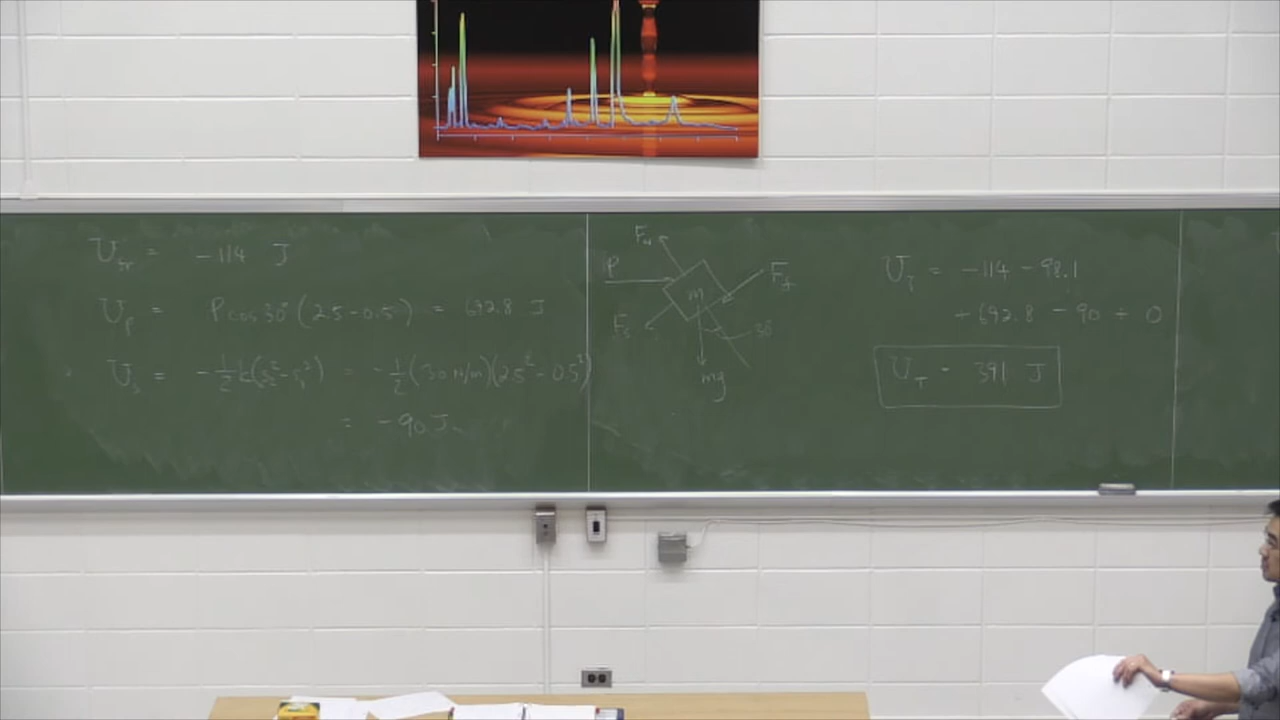 U_fr = -114 J
U_P = P cos 30° (2.5 - 0.5) = 692.8 J
U_s = -1/2 k(s₂² - s₁²) = -1/2 (30 N/m)(2.5² - 0.5²)
= -90 J
F_N
P
m
F_f
F_s
30
mg
U_T = -114 - 98.1
+692.8 - 90 + 0
U_T = 391 J